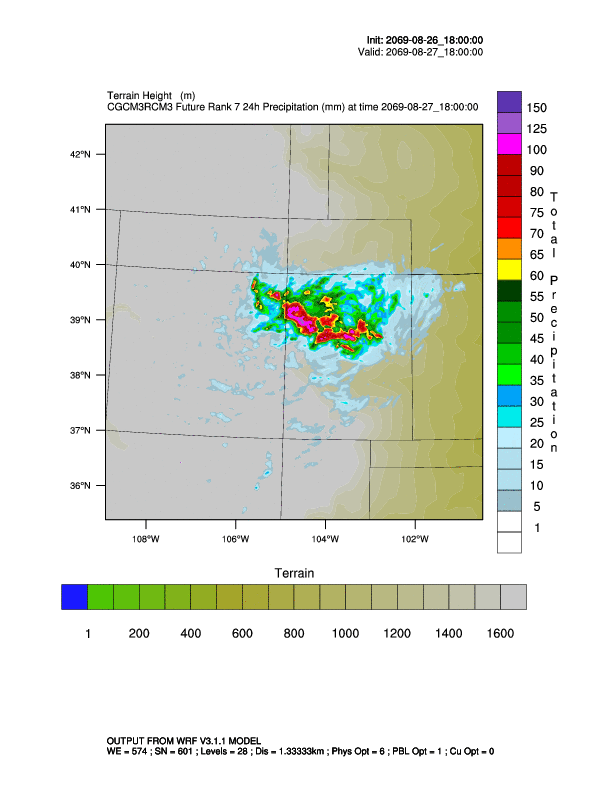 Init: 2069-08-26_18:00:00
Valid: 2069-08-27_18:00:00
Terrain Height (m)
CGCM3RCM3 Future Rank 7 24h Precipitation (mm) at time 2069-08-27_18:00:00
42°N
41°N
40°N
39°N
38°N
37°N
36°N
108°W 106°W 104°W 102°W
150
125
100
90
80
75
70
65
60
55
50
45
40
35
30
25
20
15
10
5
1
Total Precipitation
Terrain
1 200 400 600 800 1000 1200 1400 1600
OUTPUT FROM WRF V3.1.1 MODEL
WE = 574 ; SN = 601 ; Levels = 28 ; Dis = 1.33333km ; Phys Opt = 6 ; PBL Opt = 1 ; Cu Opt = 0